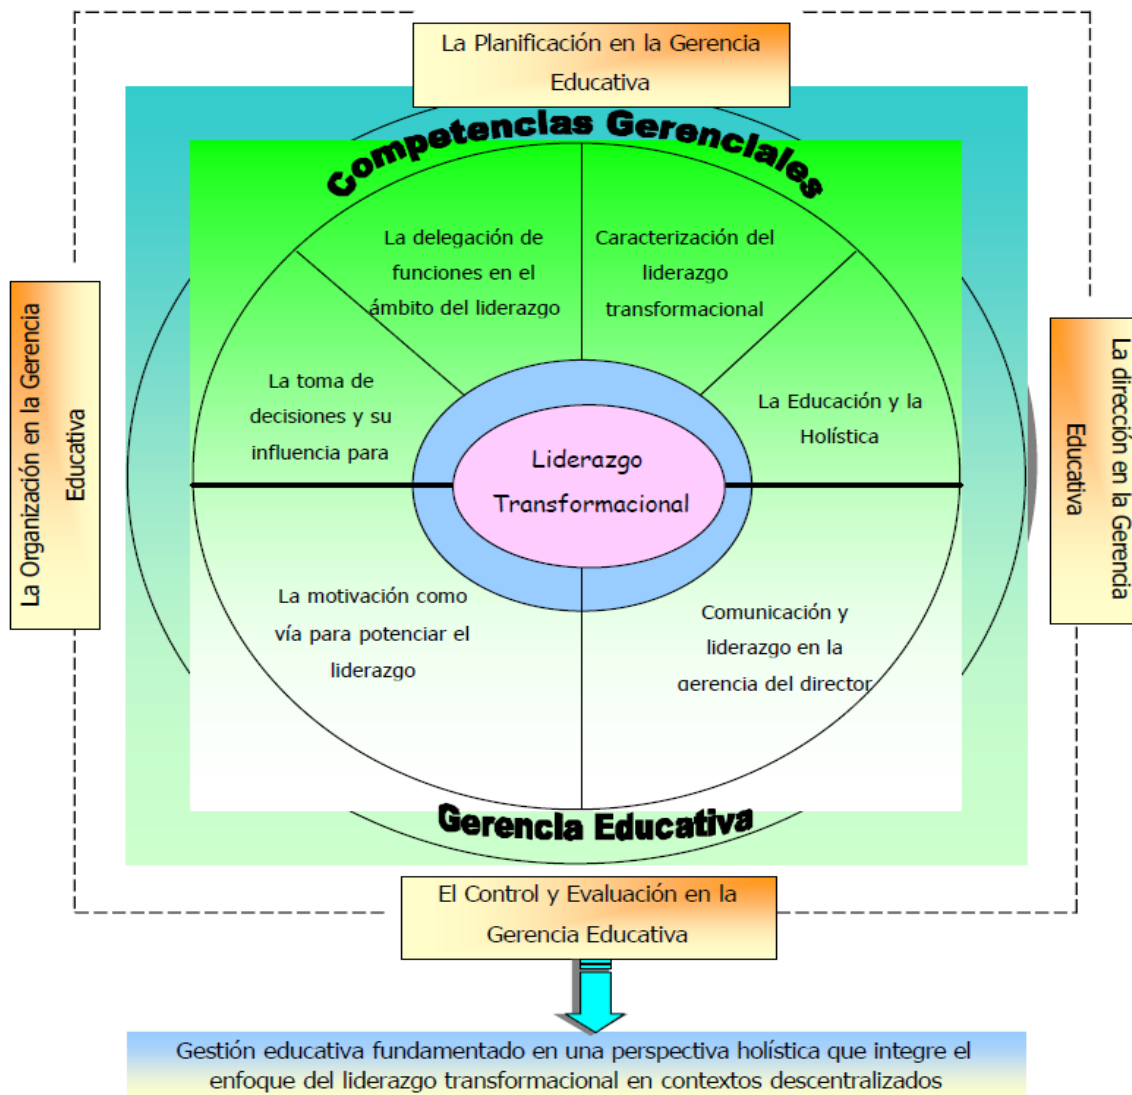 La Planificación en la Gerencia
Educativa
Competencias Gerenciales
La delegación de
funciones en el
ámbito del liderazgo
Caracterización del
liderazgo
transformacional
La toma de
decisiones y su
influencia para
La Educación y la
Holística
Liderazgo
Transformacional
La Organización en la Gerencia
Educativa
La dirección en la Gerencia
Educativa
La motivación como
vía para potenciar el
liderazgo
Comunicación y
liderazgo en la
gerencia del director
Gerencia Educativa
El Control y Evaluación en la
Gerencia Educativa
Gestión educativa fundamentado en una perspectiva holística que integre el
enfoque del liderazgo transformacional en contextos descentralizados